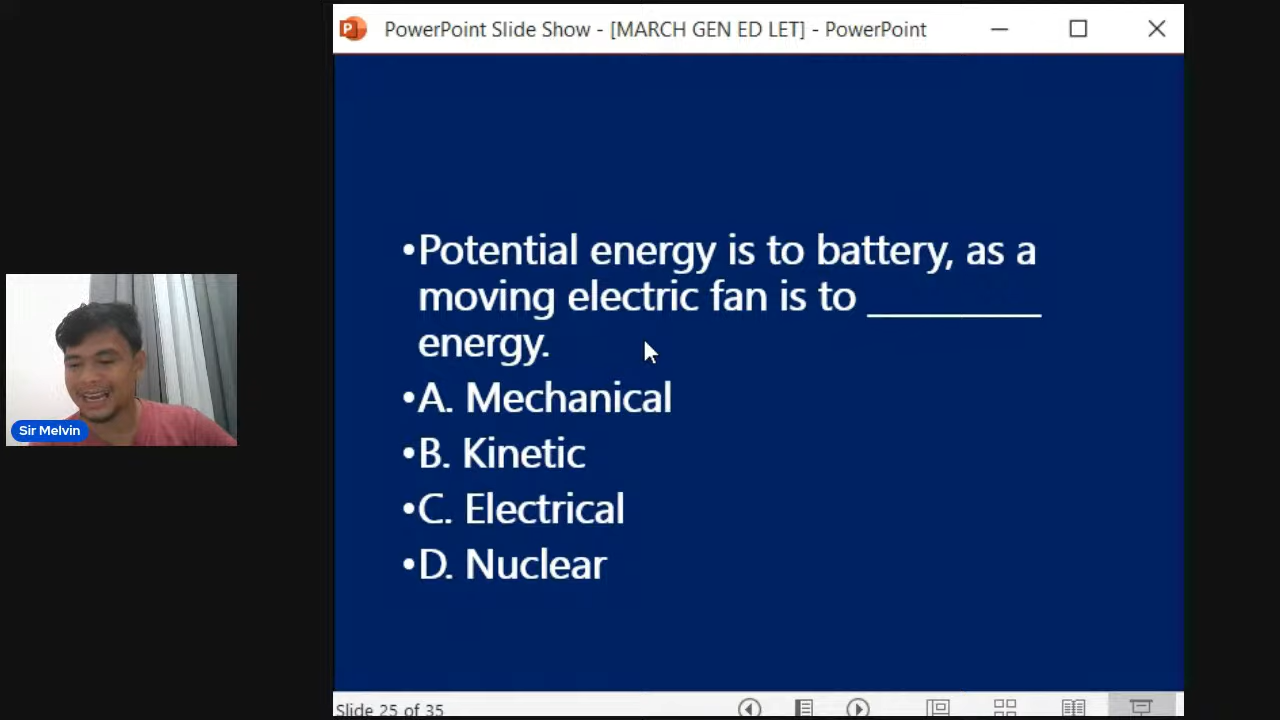 PowerPoint Slide Show - [MARCH GEN ED LET] - PowerPoint
•Potential energy is to battery, as a
moving electric fan is to _________
energy.
•A. Mechanical
•B. Kinetic
•C. Electrical
•D. Nuclear
Sir Melvin
Slide 25 of 35